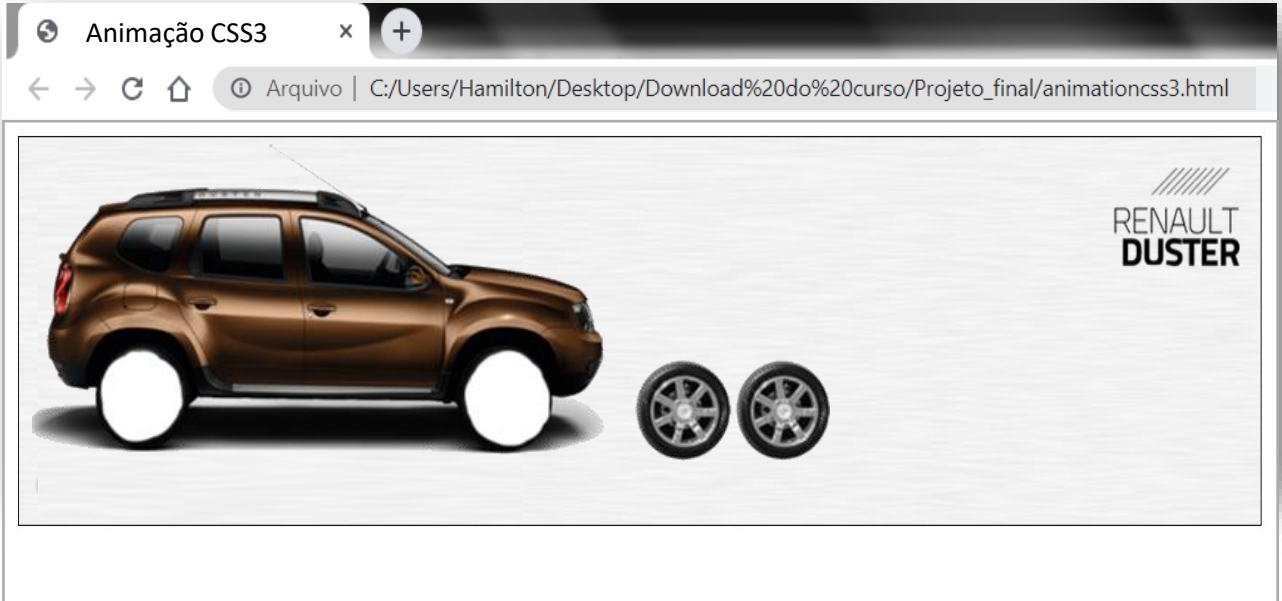 Animação CSS3
Arquivo | C:/Users/Hamilton/Desktop/Download%20do%20curso/Projeto_final/animationcss3.html
RENAULT
DUSTER